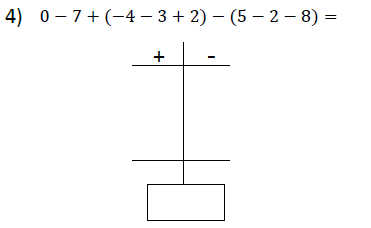 4) 0 − 7 + (−4 − 3 + 2) − (5 − 2 − 8) =
+ -